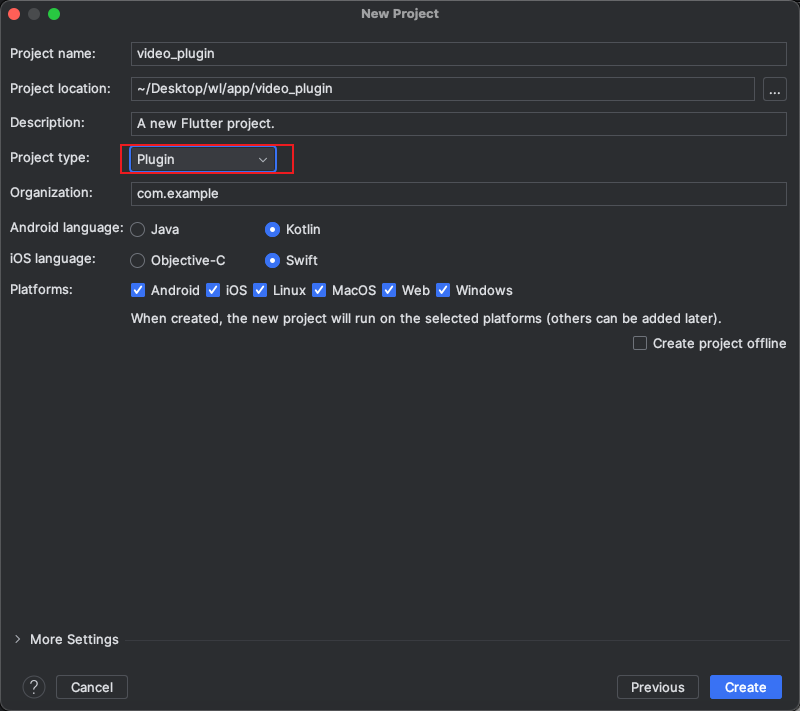 New Project
Project name: video_plugin
Project location: ~/Desktop/wl/app/video_plugin ...
Description: A new Flutter project.
Project type: Plugin
Organization: com.example
Android language: Java Kotlin
iOS language: Objective-C Swift
Platforms: Android iOS Linux MacOS Web Windows
When created, the new project will run on the selected platforms (others can be added later).
Create project offline
More Settings
? Cancel Previous Create